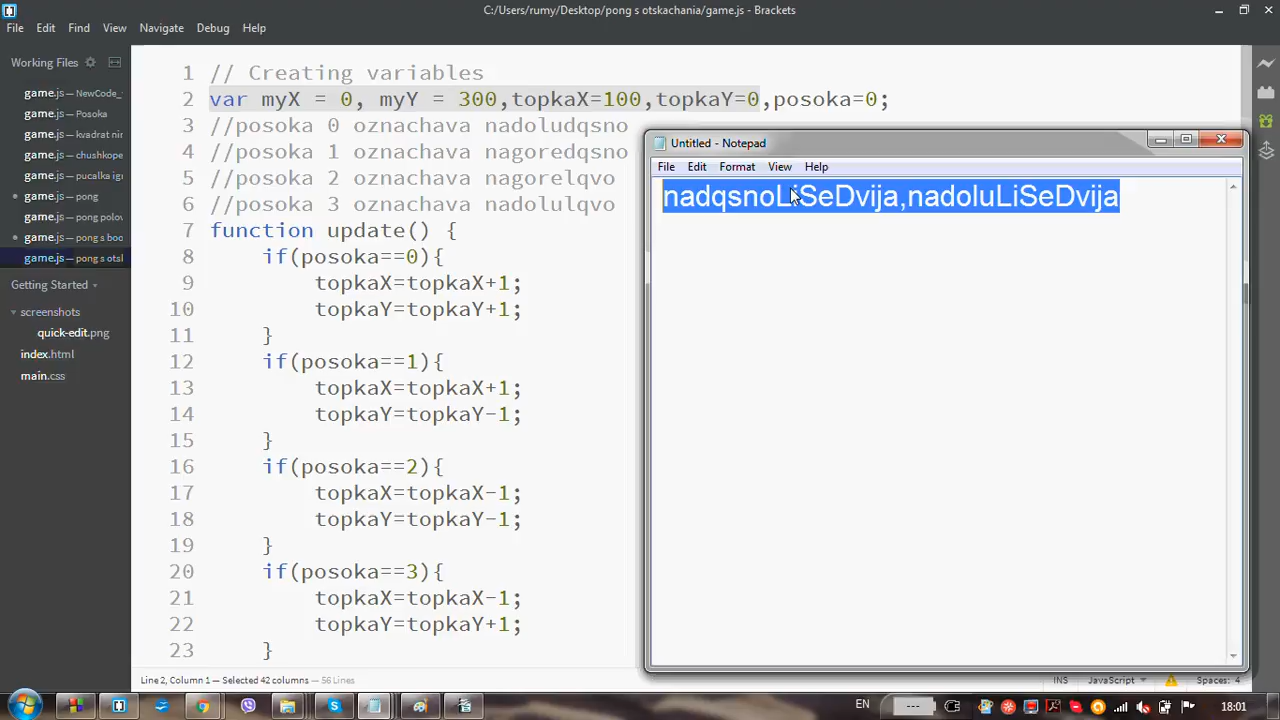 C:/Users/rumy/Desktop/pong s otskachania/game.js - Brackets
File Edit Find View Navigate Debug Help
Working Files
game.js — NewCode_
game.js — Posoka
game.js — kvadrat nir
game.js — chushkope
game.js — pucalka igr
game.js — pong
game.js — pong polov
game.js — pong s boo
game.js — pong s otsl
Getting Started
screenshots
quick-edit.png
index.html
main.css
1 // Creating variables
2 var myX = 0, myY = 300,topkaX=100,topkaY=0,posoka=0;
3 //posoka 0 oznachava nadoludqsno
4 //posoka 1 oznachava nagoredqsno
5 //posoka 2 oznachava nagorelqvo
6 //posoka 3 oznachava nadolulqvo
7 function update() {
8 if(posoka==0){
9 topkaX=topkaX+1;
10 topkaY=topkaY+1;
11 }
12 if(posoka==1){
13 topkaX=topkaX+1;
14 topkaY=topkaY-1;
15 }
16 if(posoka==2){
17 topkaX=topkaX-1;
18 topkaY=topkaY-1;
19 }
20 if(posoka==3){
21 topkaX=topkaX-1;
22 topkaY=topkaY+1;
23 }
Untitled - Notepad
File Edit Format View Help
nadqsnoLiSeDvija,nadoluLiSeDvija
Line 2, Column 1 — Selected 42 columns — 56 Lines
INS JavaScript Spaces: 4
EN 18:01